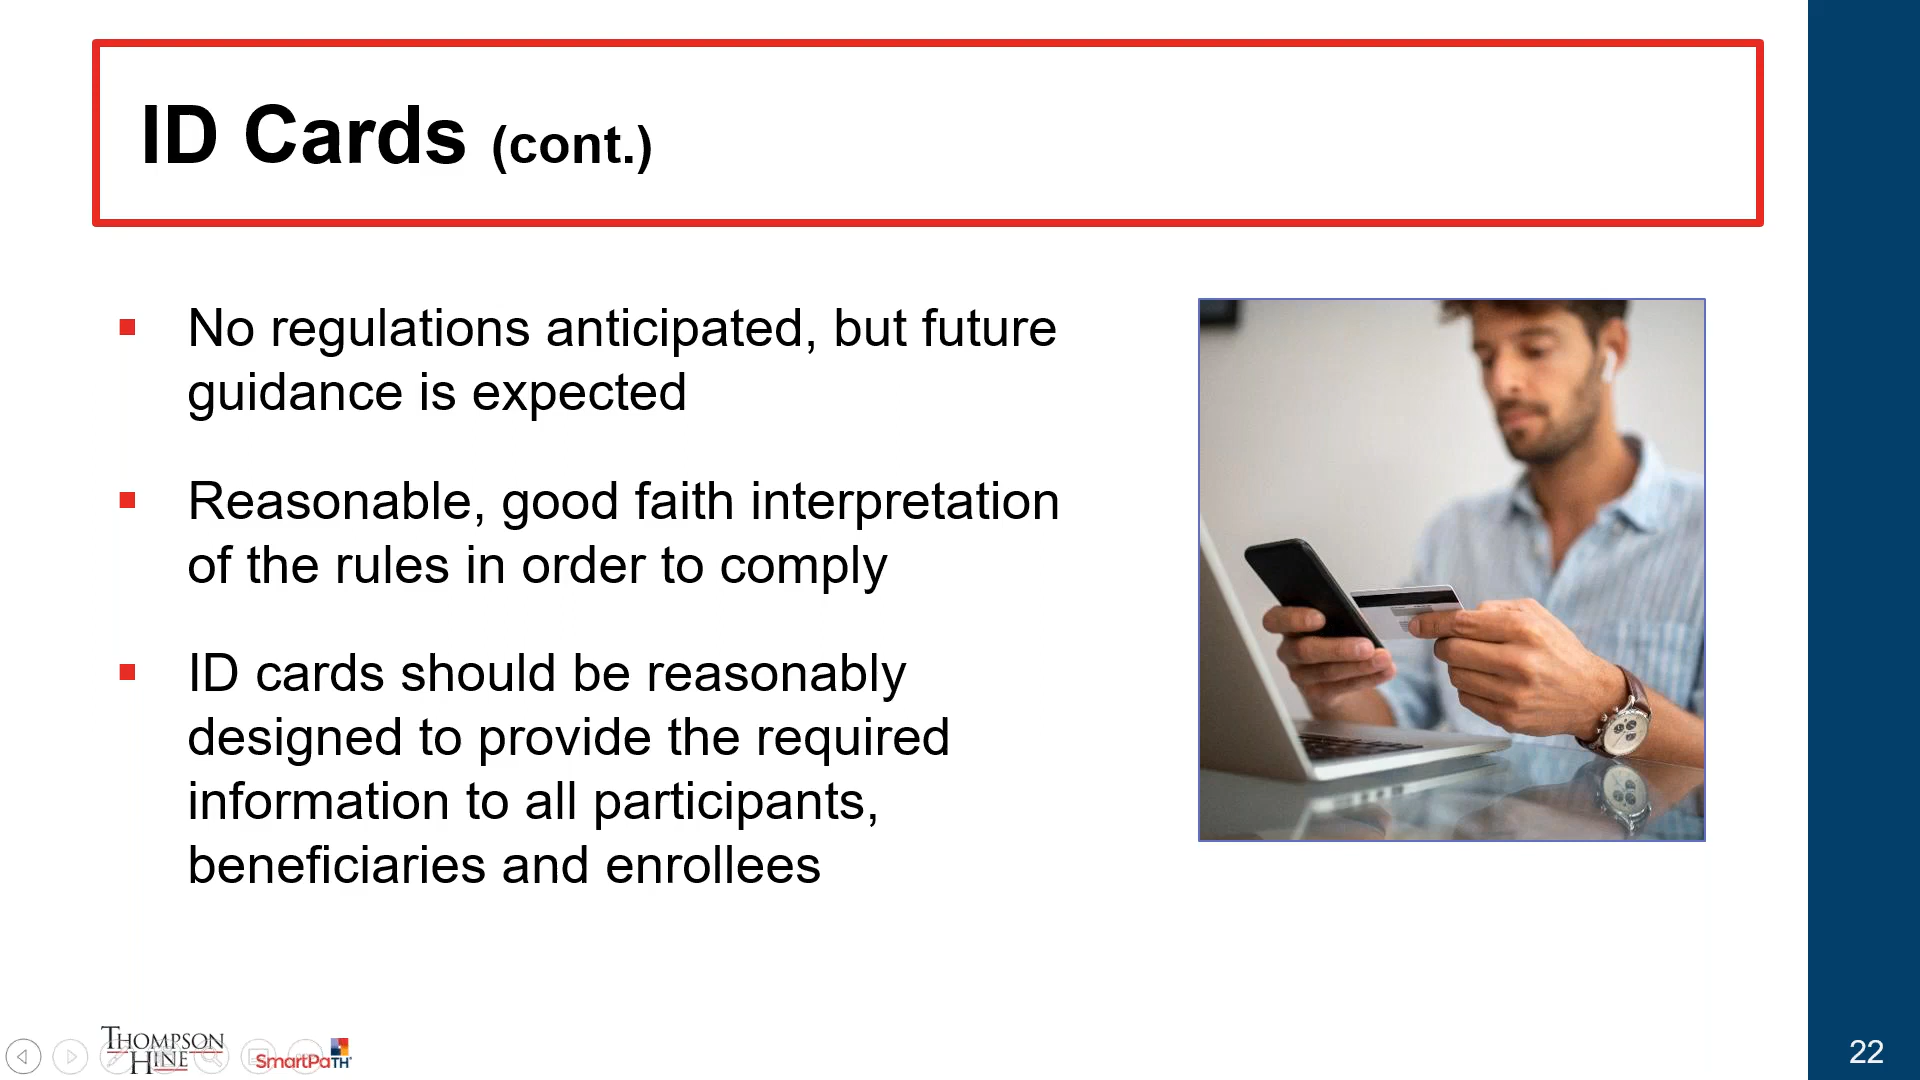 ID Cards (cont.)
No regulations anticipated, but future
guidance is expected
Reasonable, good faith interpretation
of the rules in order to comply
ID cards should be reasonably
designed to provide the required
information to all participants,
beneficiaries and enrollees
THOMPSON
HINE
SmartPaTH
22